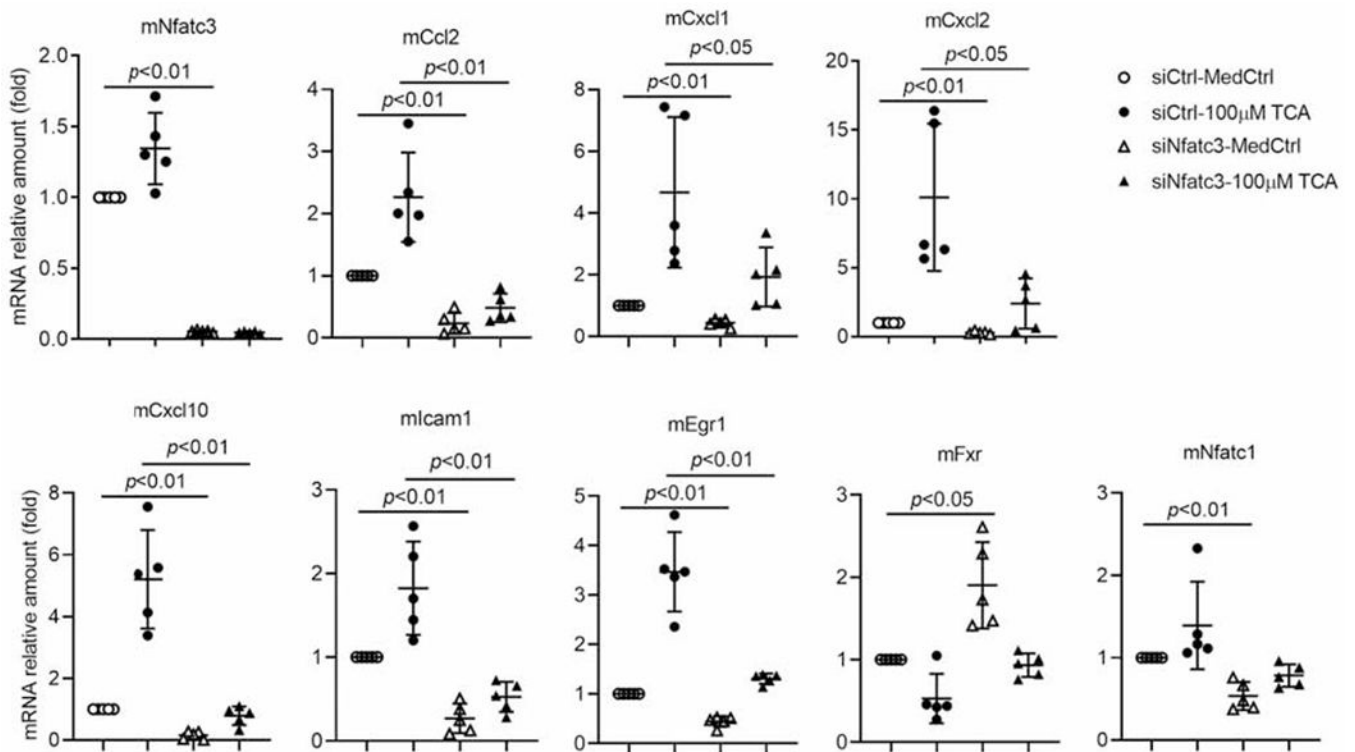 mNfatc3
mRNA relative amount (fold)
2.0
1.5
1.0
0.5
0.0
p<0.01
mCcl2
4
3
2
1
0
p<0.01
p<0.01
mCxcl1
8
6
4
2
0
p<0.05
p<0.01
mCxcl2
20
15
10
5
0
p<0.05
p<0.01
siCtrl-MedCtrl
siCtrl-100μM TCA
siNfatc3-MedCtrl
siNfatc3-100μM TCA
mCxcl10
mRNA relative amount (fold)
8
6
4
2
0
p<0.01
p<0.01
mIcam1
3
2
1
0
p<0.01
p<0.01
mEgr1
5
4
3
2
1
0
p<0.01
p<0.01
mFxr
3
2
1
0
p<0.05
mNfatc1
3
2
1
0
p<0.01